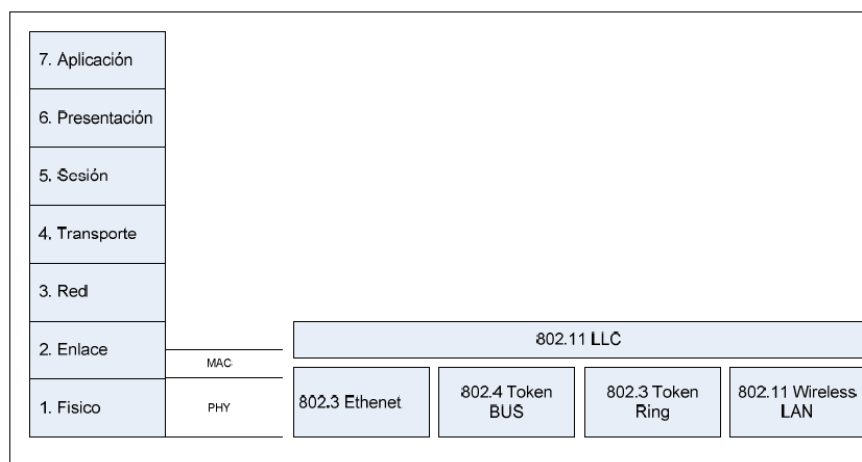 7. Aplicación
6. Presentación
5. Sesión
4. Transporte
3. Red
2. Enlace
1. Fisico
MAC
PHY
802.11 LLC
802.3 Ethenet
802.4 Token
BUS
802.3 Token
Ring
802.11 Wireless
LAN